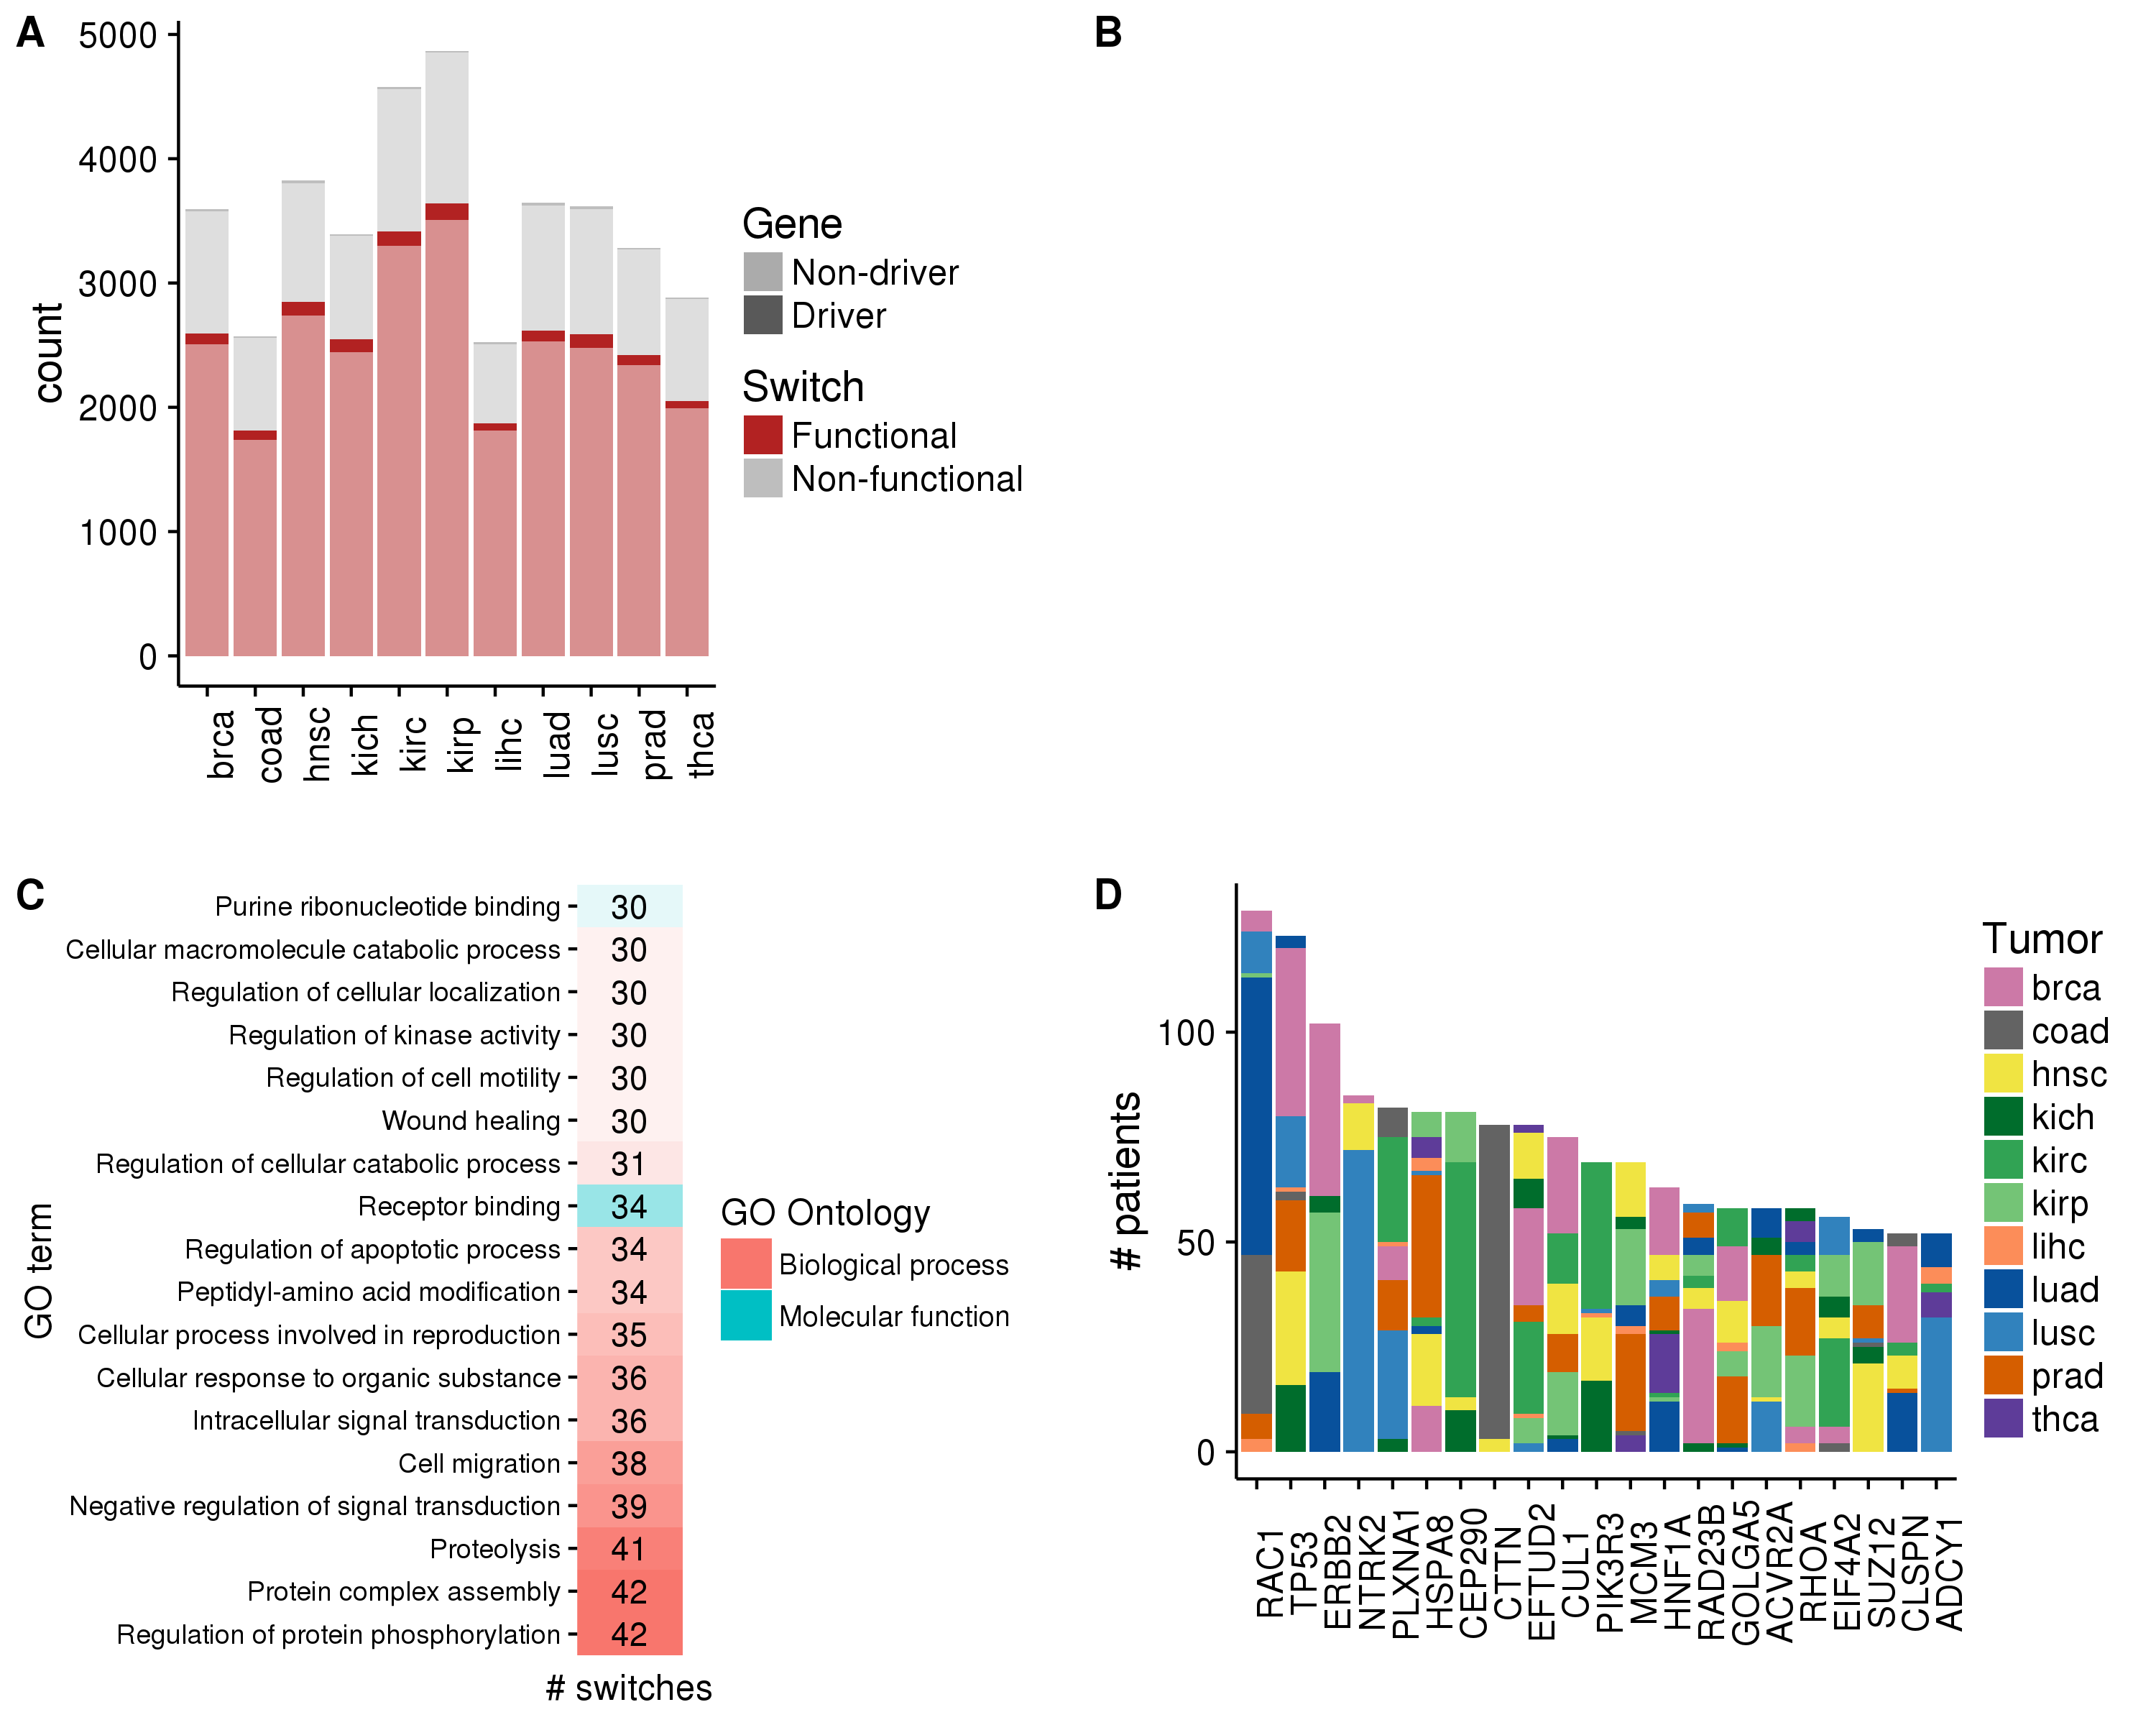 A
5000
4000
3000
2000
1000
0
count
brca
coad
hnsc
kich
kirc
kirp
lihc
luad
lusc
prad
thca
Gene
Non-driver
Driver
Switch
Functional
Non-functional
B
C
GO term
Purine ribonucleotide binding 30
Cellular macromolecule catabolic process 30
Regulation of cellular localization 30
Regulation of kinase activity 30
Regulation of cell motility 30
Wound healing 30
Regulation of cellular catabolic process 31
Receptor binding 34
Regulation of apoptotic process 34
Peptidyl-amino acid modification 34
Cellular process involved in reproduction 35
Cellular response to organic substance 36
Intracellular signal transduction 36
Cell migration 38
Negative regulation of signal transduction 39
Proteolysis 41
Protein complex assembly 42
Regulation of protein phosphorylation 42
# switches
GO Ontology
Biological process
Molecular function
D
# patients
100
50
0
RAC1
TP53
ERBB2
NTRK2
PLXNA1
HSPA8
CEP290
CTTN
EFTUD2
CUL1
PIK3R3
MCM3
HNF1A
RAD23B
GOLGA5
ACVR2A
RHOA
EIF4A2
SUZ12
CLSPN
ADCY1
Tumor
brca
coad
hnsc
kich
kirc
kirp
lihc
luad
lusc
prad
thca